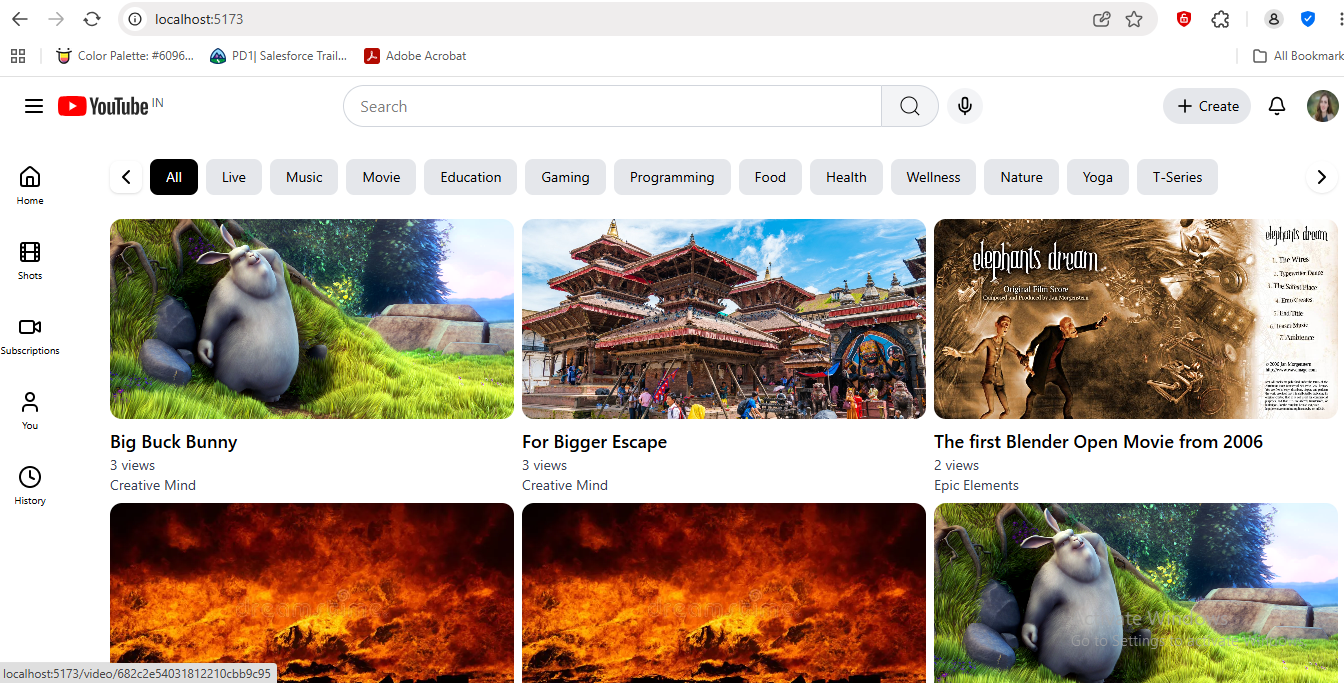 localhost:5173
Color Palette: #6096...
PD1| Salesforce Trail...
Adobe Acrobat
All Bookmark
YouTube IN
Search
Create
All
Live
Music
Movie
Education
Gaming
Programming
Food
Health
Wellness
Nature
Yoga
T-Series
Home
Shots
Subscriptions
You
History
elephants dream
Original Film Score
Composed and Produced by Jan Morgenstern
elephants dream
1. The Wires
2. Typewriter Dance
3. The Safest Place
4. Emo Creates
5. End Title
6. Teaser Music
7. Ambience
Big Buck Bunny
3 views
Creative Mind
For Bigger Escape
3 views
Creative Mind
The first Blender Open Movie from 2006
2 views
Epic Elements
dreamstime
dreamstime
Activate Windows
Go to Settings
localhost:5173/video/682c2e54031812210cbb9c95